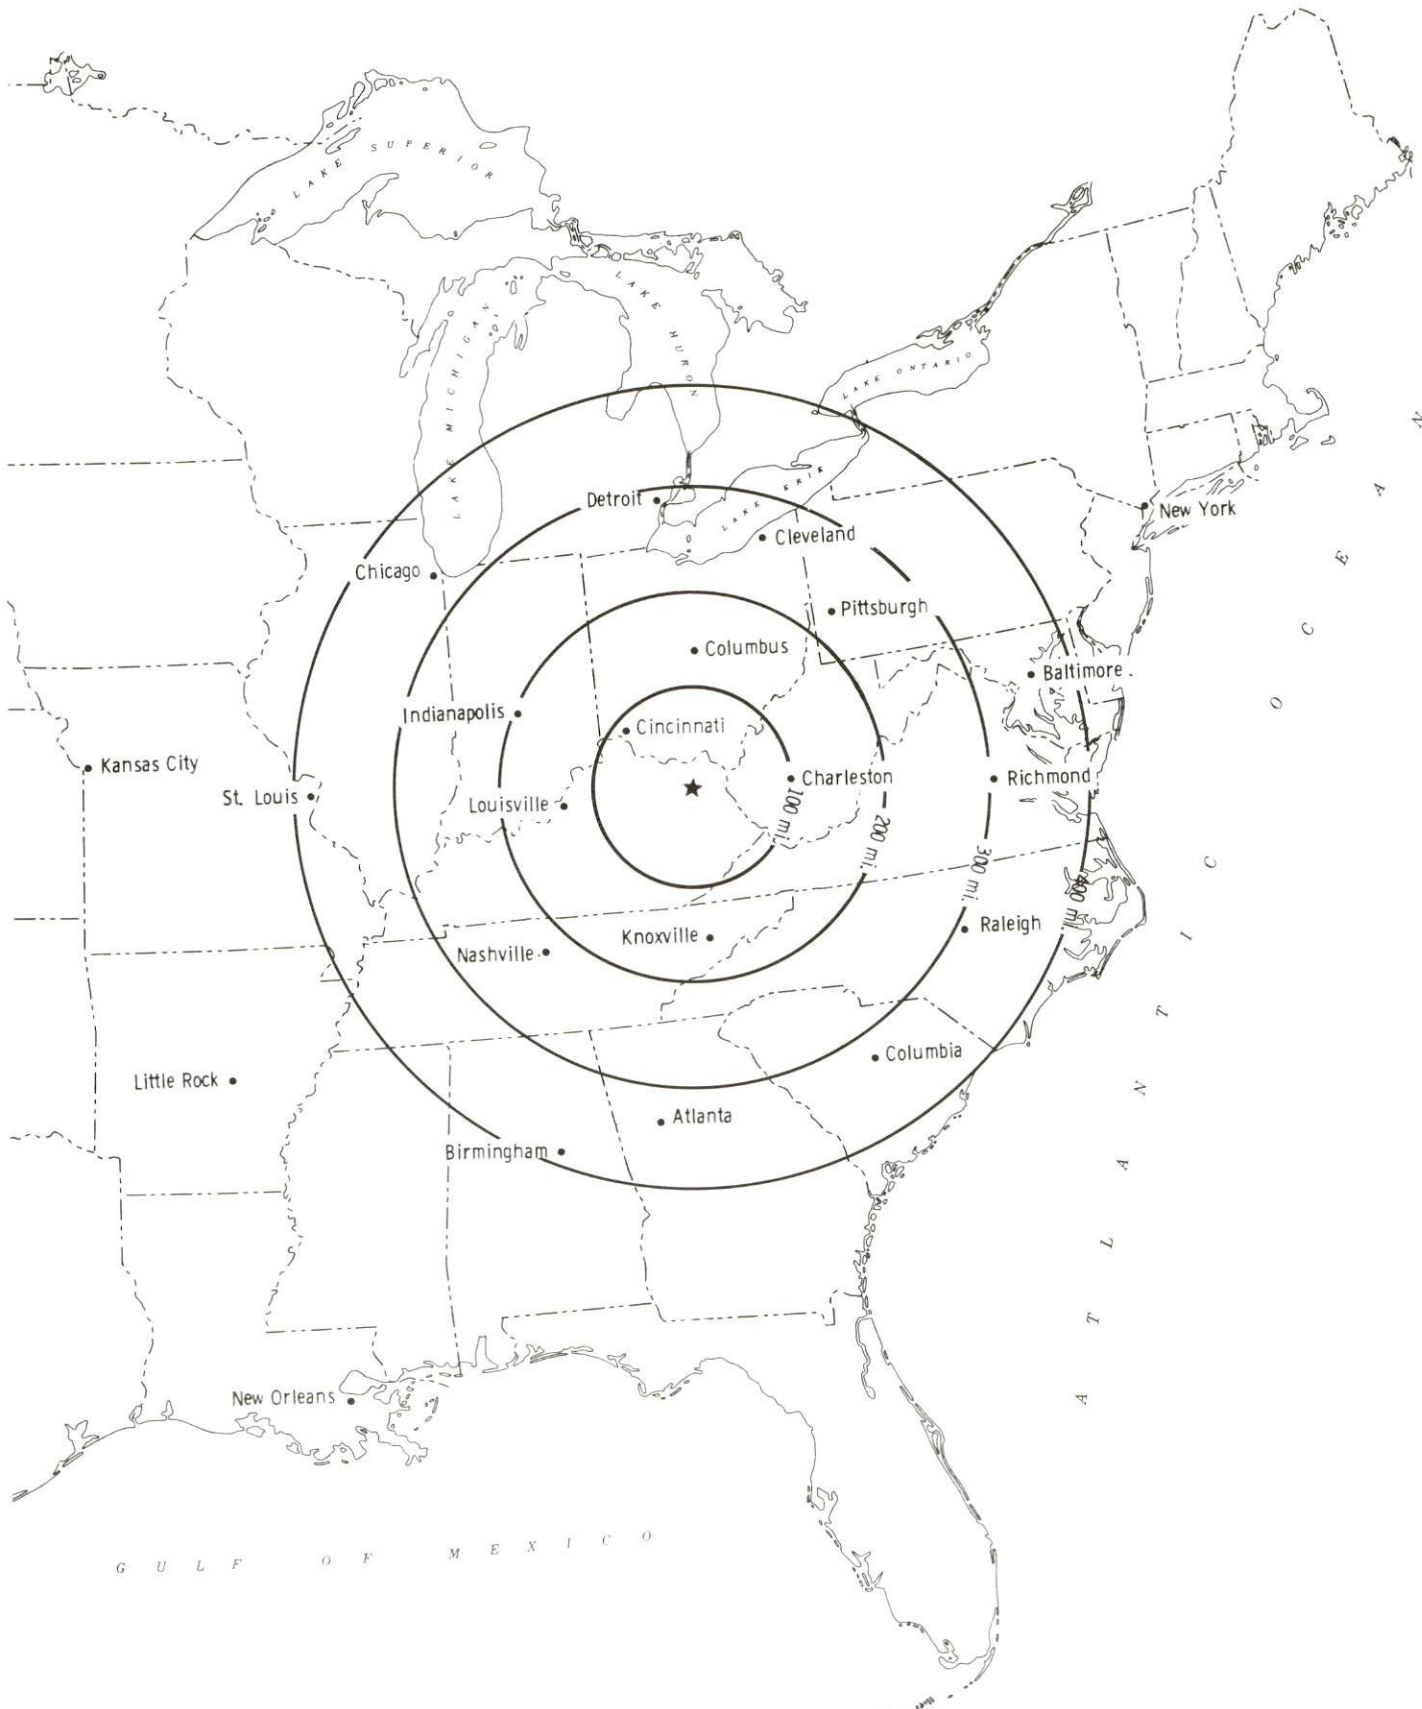 LAKE SUPERIOR
LAKE MICHIGAN
LAKE HURON
LAKE ONTARIO
LAKE ERIE
Detroit
Cleveland
New York
Chicago
Pittsburgh
Columbus
Baltimore
Indianapolis
Cincinnati
Kansas City
St. Louis
Louisville
Charleston
Richmond
100 mi.
200 mi.
300 mi.
400 mi.
Raleigh
Knoxville
Nashville
Columbia
Little Rock
Atlanta
Birmingham
New Orleans
ATLANTIC OCEAN
GULF OF MEXICO